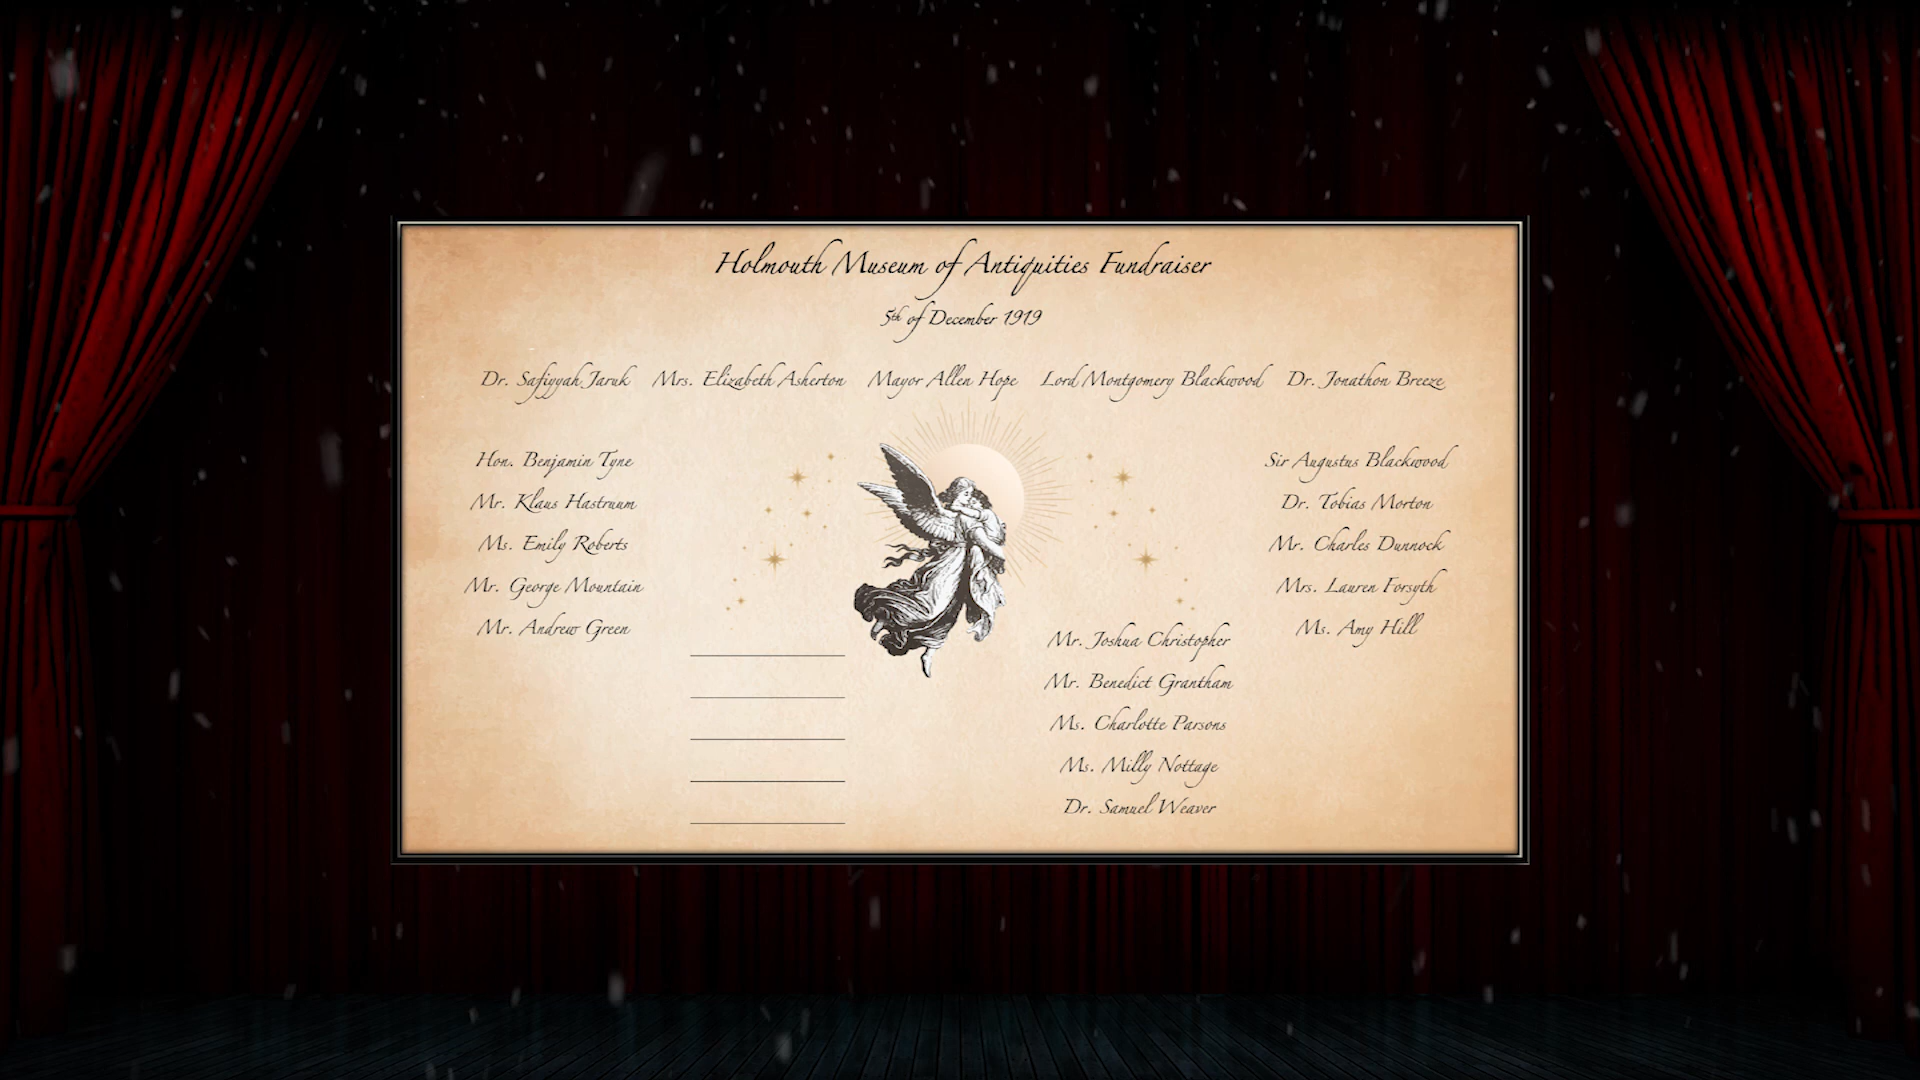 Holmouth Museum of Antiquities Fundraiser
5th of December 1919
Dr. Safiyyah Jaruk Mrs. Elizabeth Asherton Mayor Allen Hope Lord Montgomery Blackwood Dr. Jonathon Breeze
Hon. Benjamin Tyne
Mr. Klaus Hastruum
Ms. Emily Roberts
Mr. George Mountain
Mr. Andrew Green
Mr. Joshua Christopher
Mr. Benedict Grantham
Ms. Charlotte Parsons
Ms. Milly Nottage
Dr. Samuel Weaver
Sir Augustus Blackwood
Dr. Tobias Morton
Mr. Charles Dunnock
Mrs. Lauren Forsyth
Ms. Amy Hill